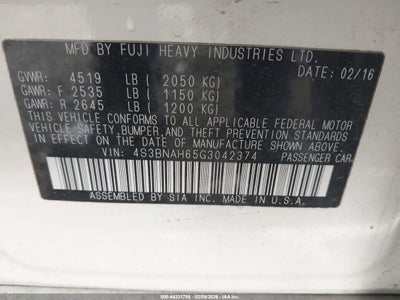 MFD BY FUJI HEAVY INDUSTRIES LTD.
DATE: 02/16
GVWR: 4519 LB ( 2050 KG)
GAWR: F 2535 LB ( 1150 KG)
GAWR: R 2645 LB ( 1200 KG)
THIS VEHICLE CONFORMS TO ALL APPLICABLE FEDERAL MOTOR
VEHICLE SAFETY, BUMPER, AND THEFT PREVENTION STANDARDS
IN EFFECT ON THE DATE OF MANUFACTURE SHOWN ABOVE.
VIN: 4S3BNAH65G3042374 PASSENGER CAR
ASSEMBLED BY SIA INC. MADE IN U.S.A.